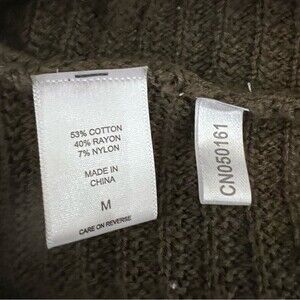 53% COTTON
40% RAYON
7% NYLON
MADE IN
CHINA
M
CARE ON REVERSE
CN050161